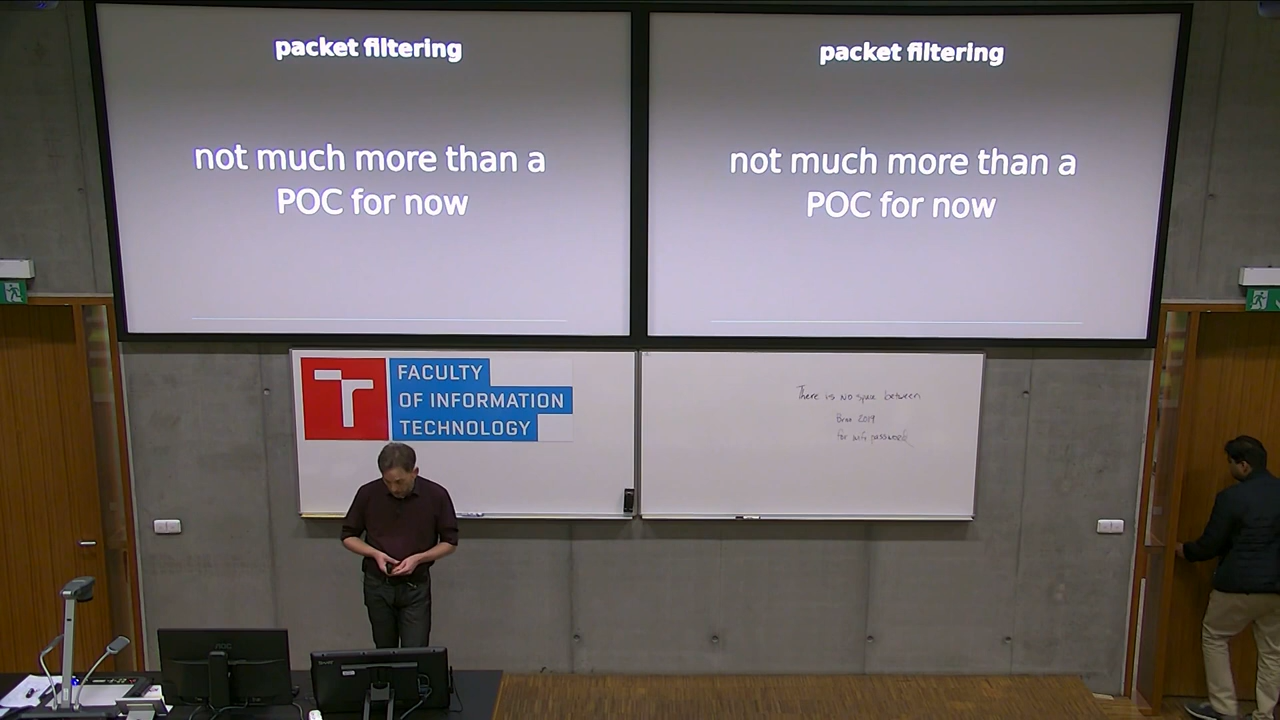 packet filtering
not much more than a
POC for now
packet filtering
not much more than a
POC for now
FACULTY
OF INFORMATION
TECHNOLOGY
There is no space between
Brno 2019
for wifi password